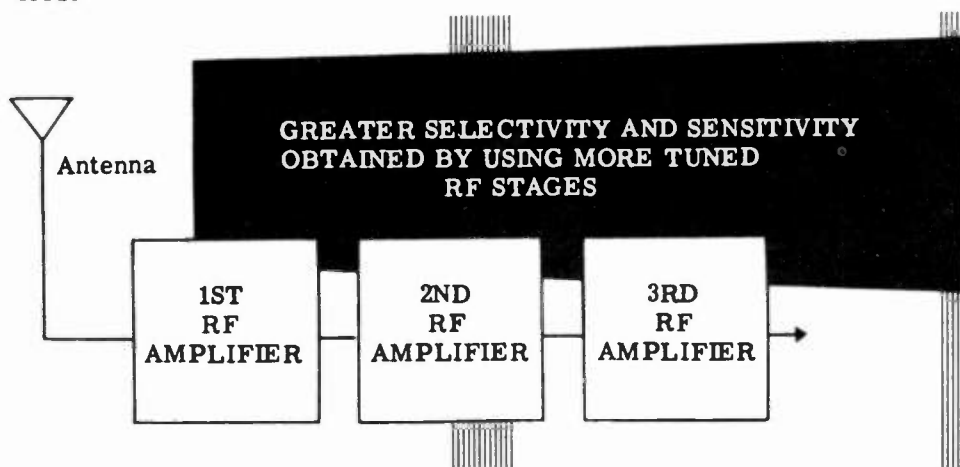 GREATER SELECTIVITY AND SENSITIVITY
OBTAINED BY USING MORE TUNED
RF STAGES
Antenna
1ST
RF
AMPLIFIER
2ND
RF
AMPLIFIER
3RD
RF
AMPLIFIER